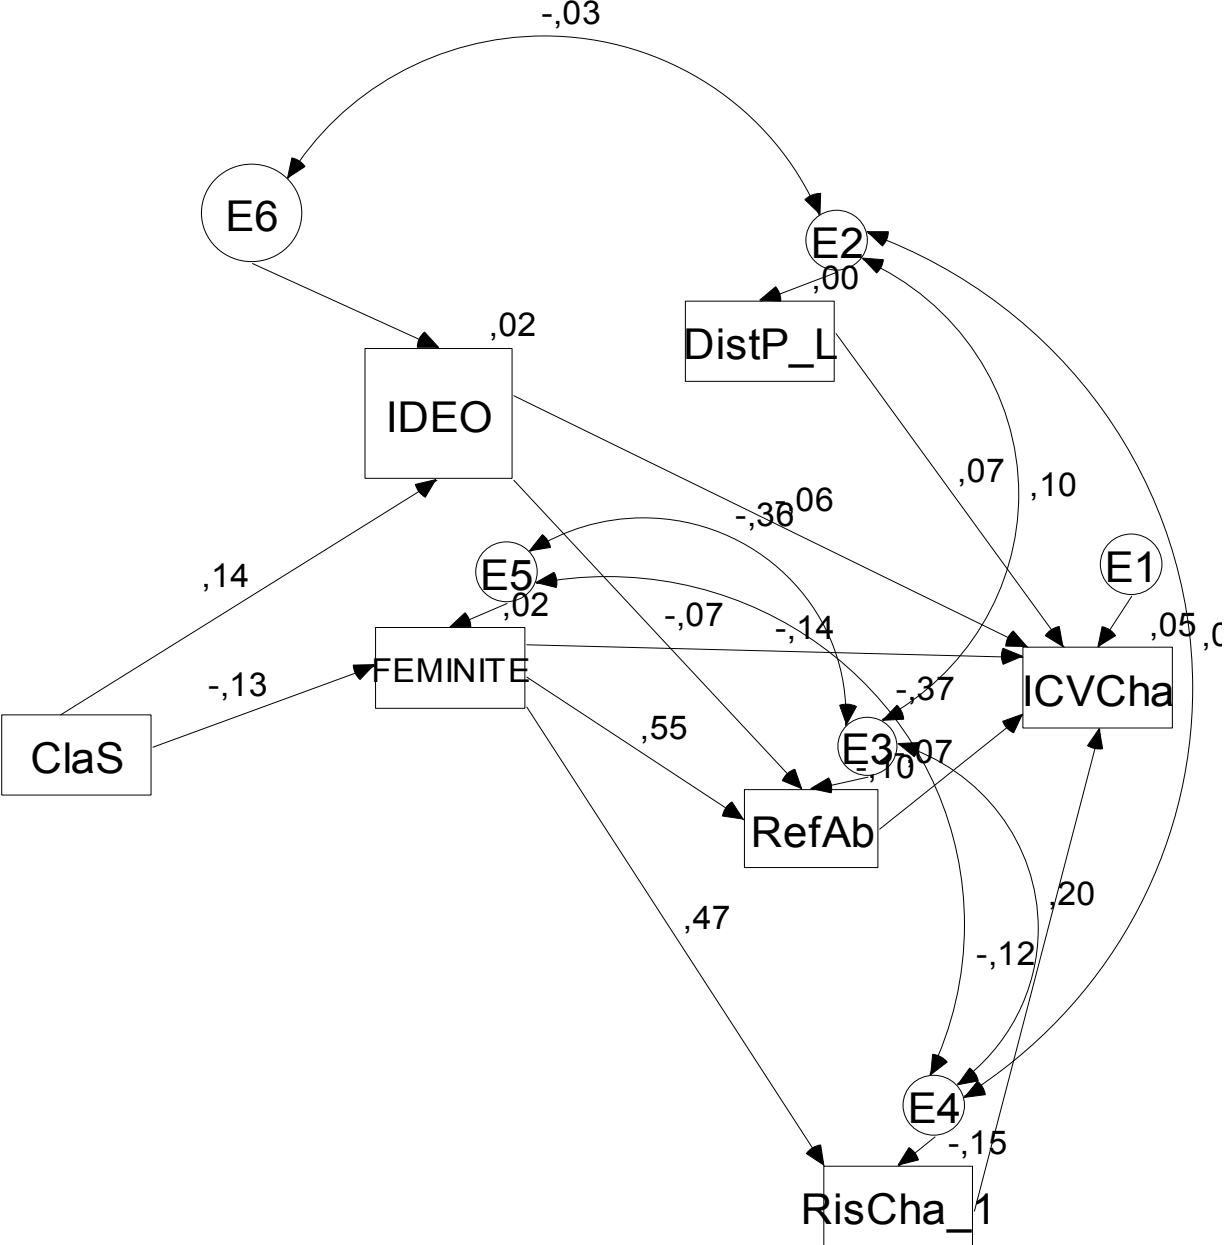 -,03
E6
E2
,00
,02
DistP_L
IDEO
,07
,10
-,36
-,06
E5
E1
,14
,02
-,07
-,14
,05
FEMINITE
-,13
-,37
ICVCha
,55
E3
,07
ClaS
-,10
RefAb
,20
,47
-,12
E4
-,15
RisCha_1